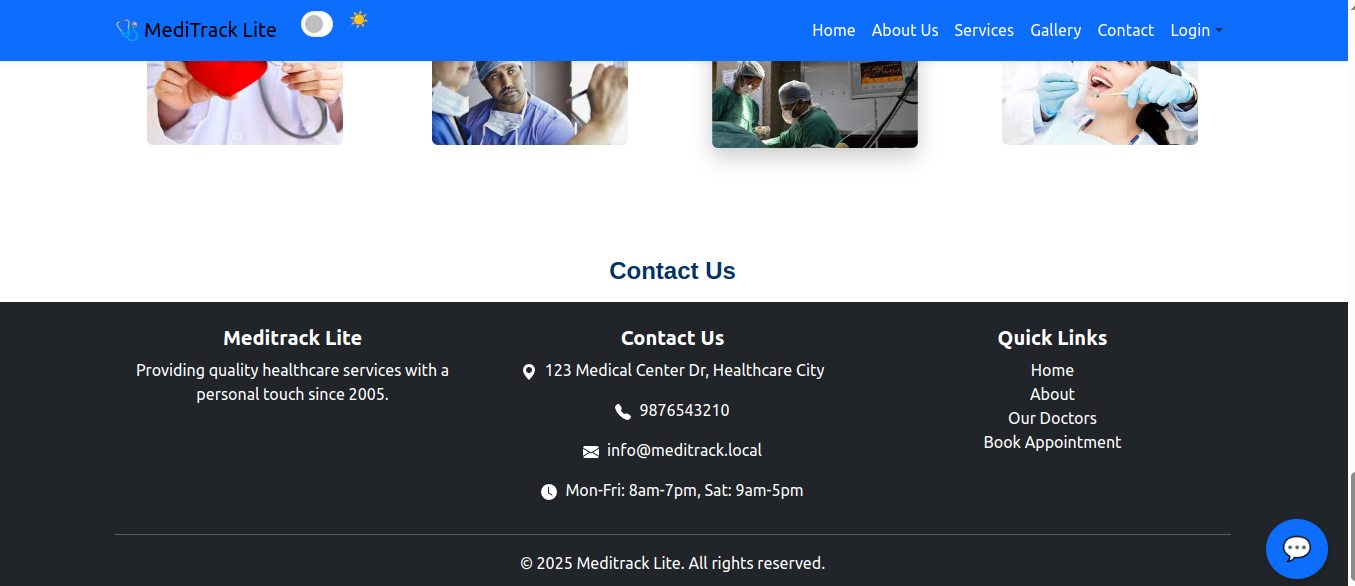 MediTrack Lite
Home About Us Services Gallery Contact Login
Contact Us
Meditrack Lite
Providing quality healthcare services with a
personal touch since 2005.
Contact Us
123 Medical Center Dr, Healthcare City
9876543210
info@meditrack.local
Mon-Fri: 8am-7pm, Sat: 9am-5pm
Quick Links
Home
About
Our Doctors
Book Appointment
© 2025 Meditrack Lite. All rights reserved.